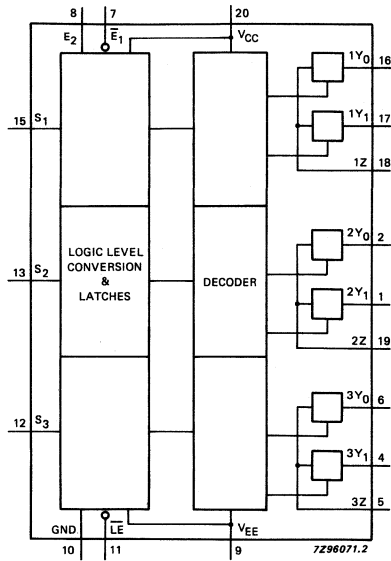 8 7 20
E2 E̅1 VCC
1Y0 16
15 S1
1Y1 17
1Z 18
2Y0 2
LOGIC LEVEL
CONVERSION
&
LATCHES
DECODER
13 S2
2Y1 1
2Z 19
3Y0 6
12 S3
3Y1 4
3Z 5
GND L̅E̅ VEE
7Z96071.2
10 11 9